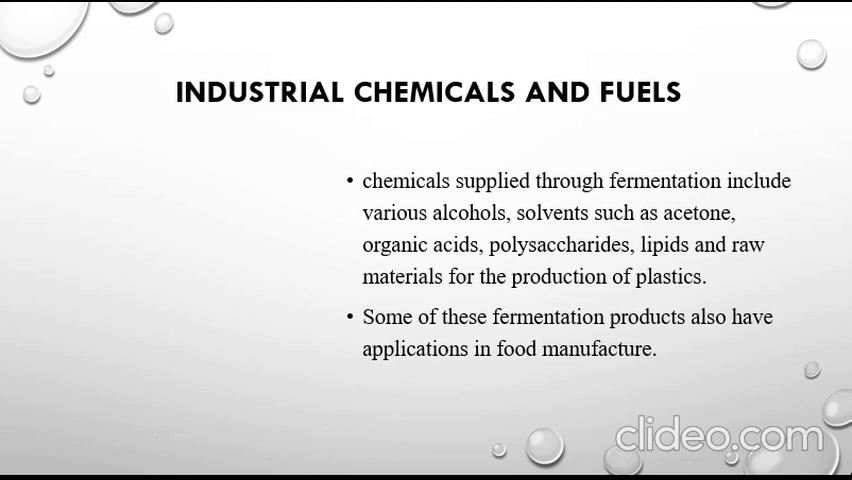 INDUSTRIAL CHEMICALS AND FUELS
• chemicals supplied through fermentation include
various alcohols, solvents such as acetone,
organic acids, polysaccharides, lipids and raw
materials for the production of plastics.
• Some of these fermentation products also have
applications in food manufacture.
clideo.com